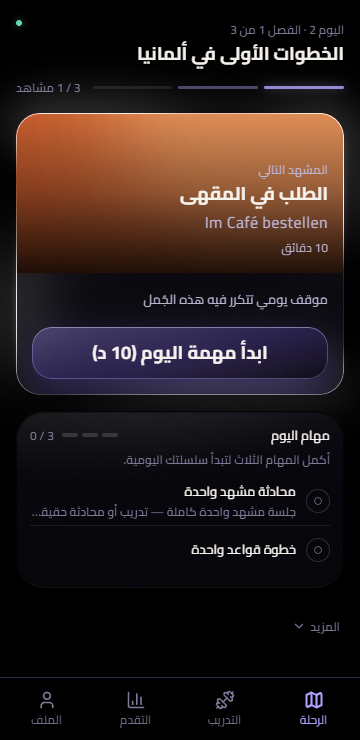 اليوم 2 · الفصل 1 من 3
الخطوات الأولى في ألمانيا
3 / 1 مشاهد
المشهد التالي
الطلب في المقهى
Im Café bestellen
10 دقائق
موقف يومي تتكرر فيه هذه الجُمل
ابدأ مهمة اليوم (10 د)
مهام اليوم
0 / 3
أكمل المهام الثلاث لتبدأ سلسلتك اليومية.
محادثة مشهد واحدة
جلسة مشهد واحدة كاملة — تدريب أو محادثة حقيقـ...
خطوة قواعد واحدة
المزيد
الرحلة
التدريب
التقدم
الملف